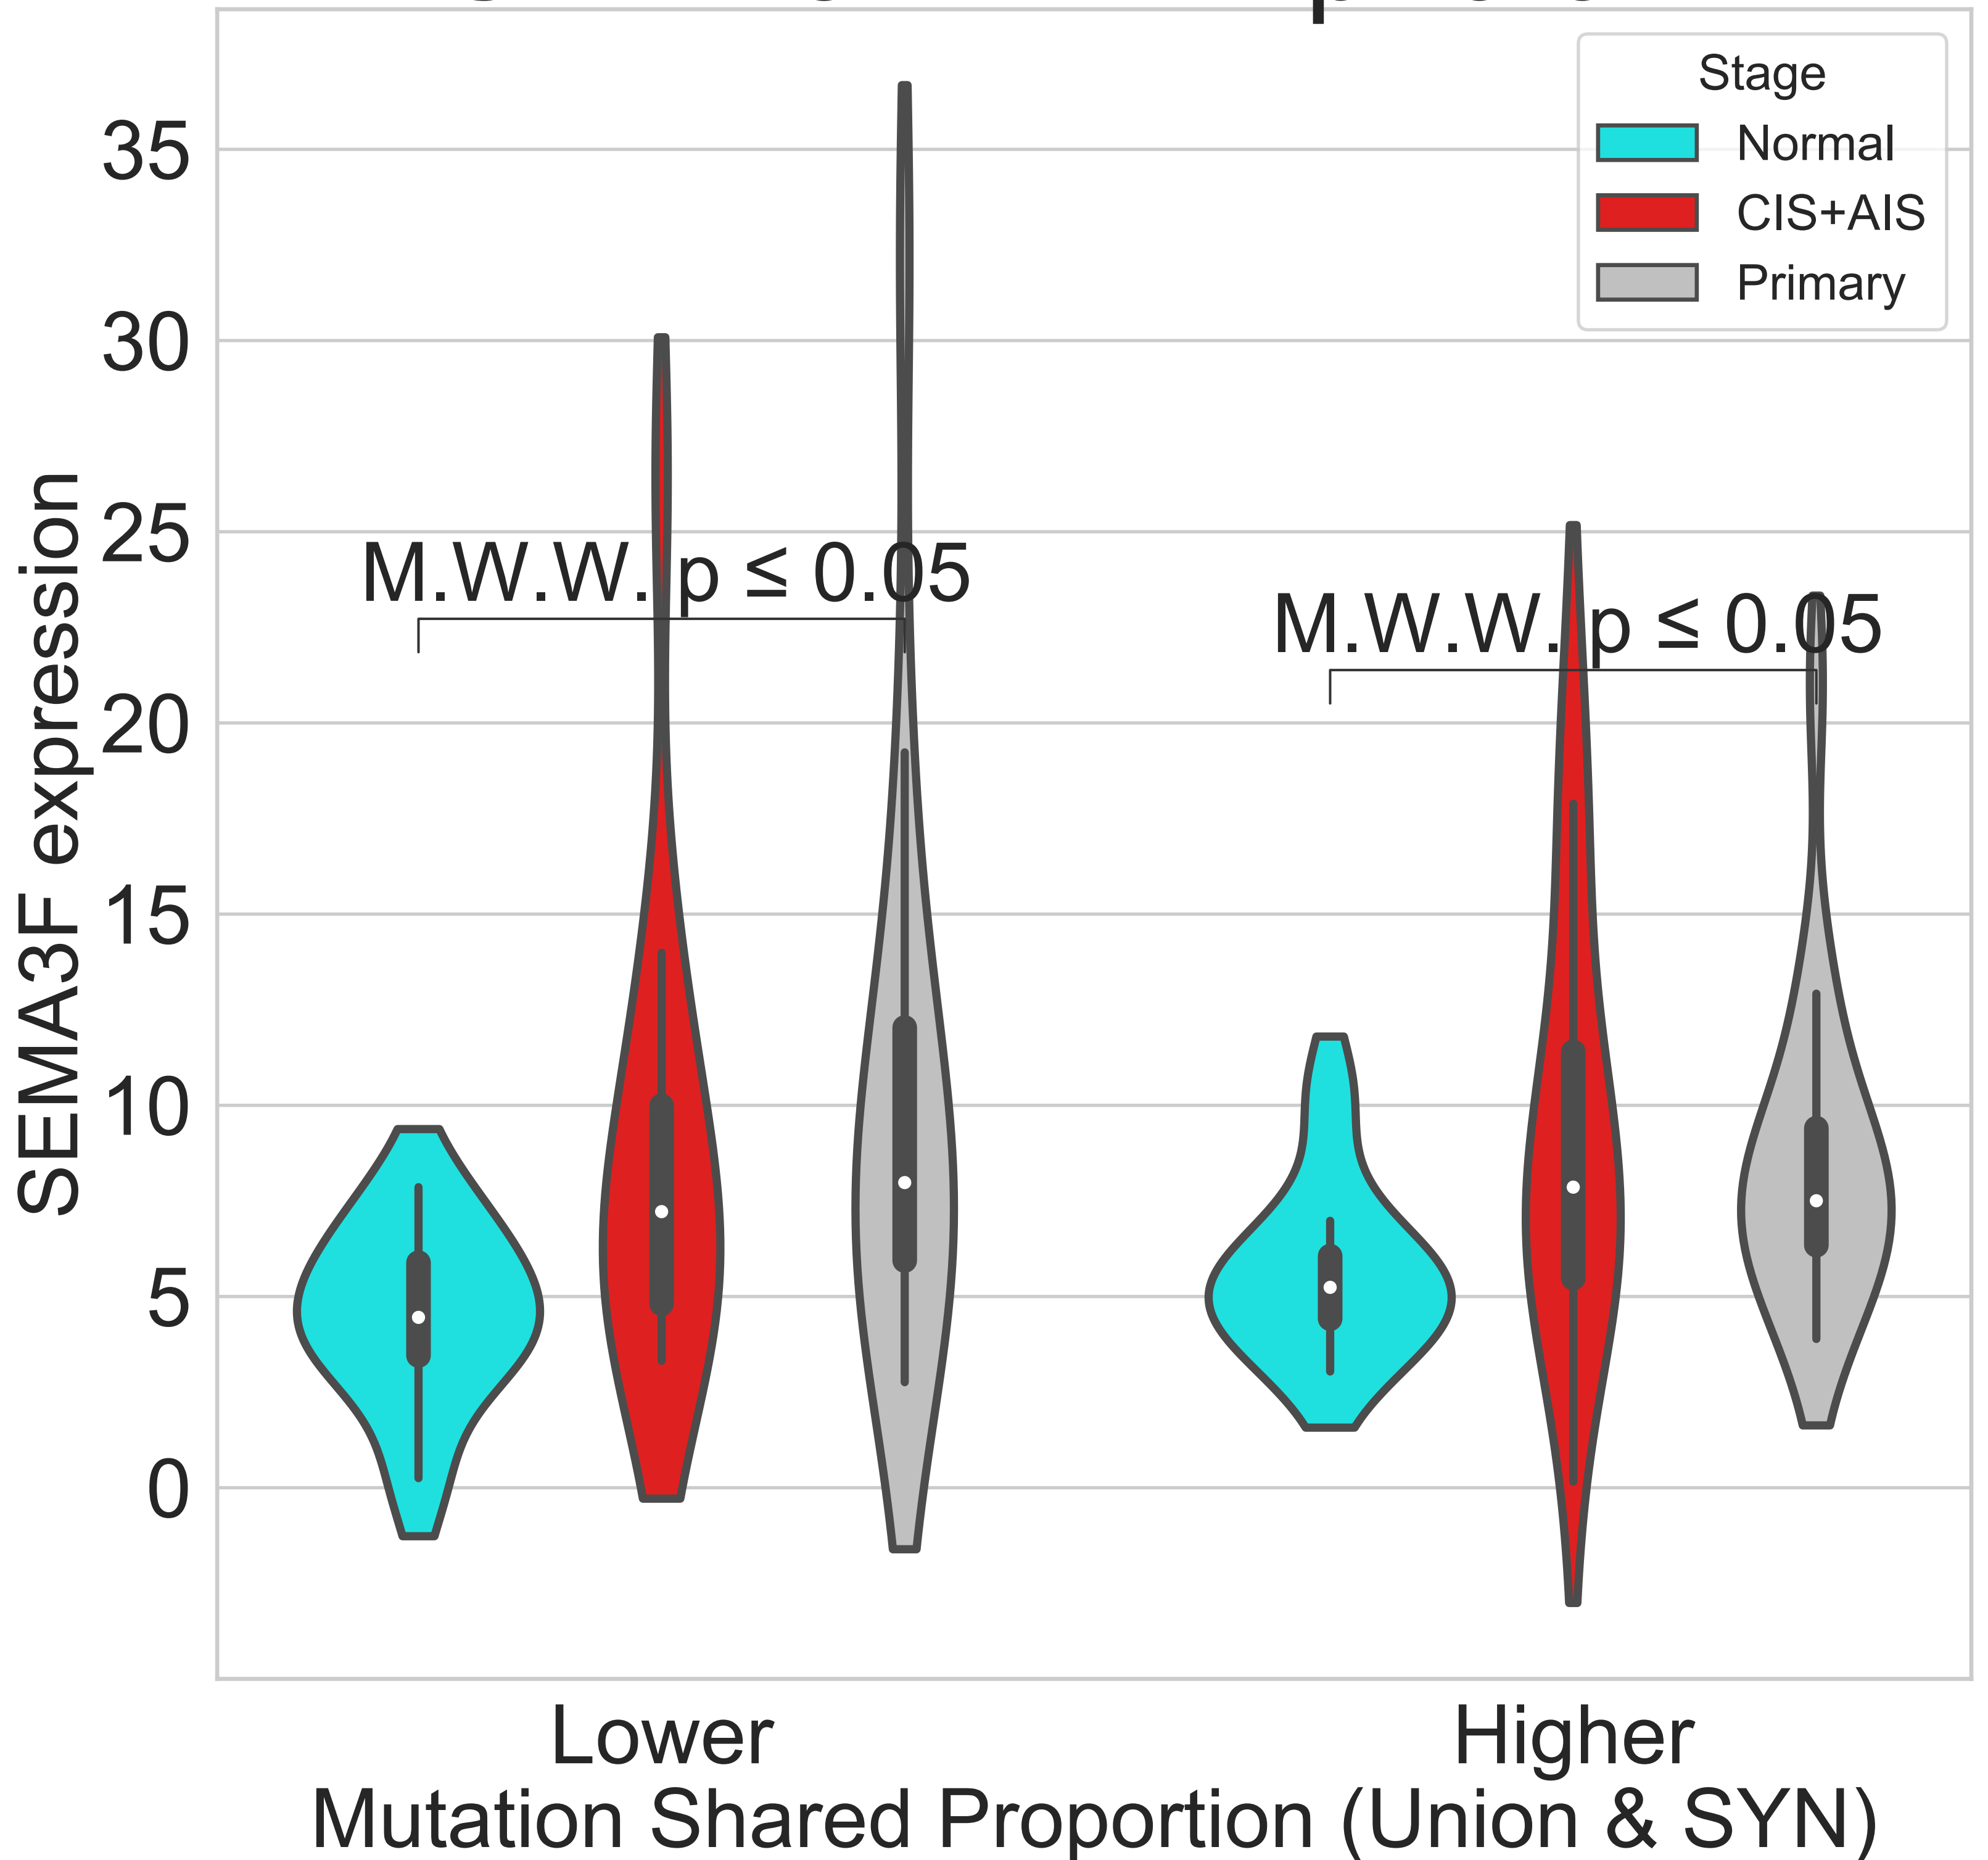 Stage
Normal
CIS+AIS
Primary
35
30
25
20
15
10
5
0
SEMA3F expression
M.W.W. p ≤ 0.05
M.W.W. p ≤ 0.05
Lower
Higher
Mutation Shared Proportion (Union & SYN)